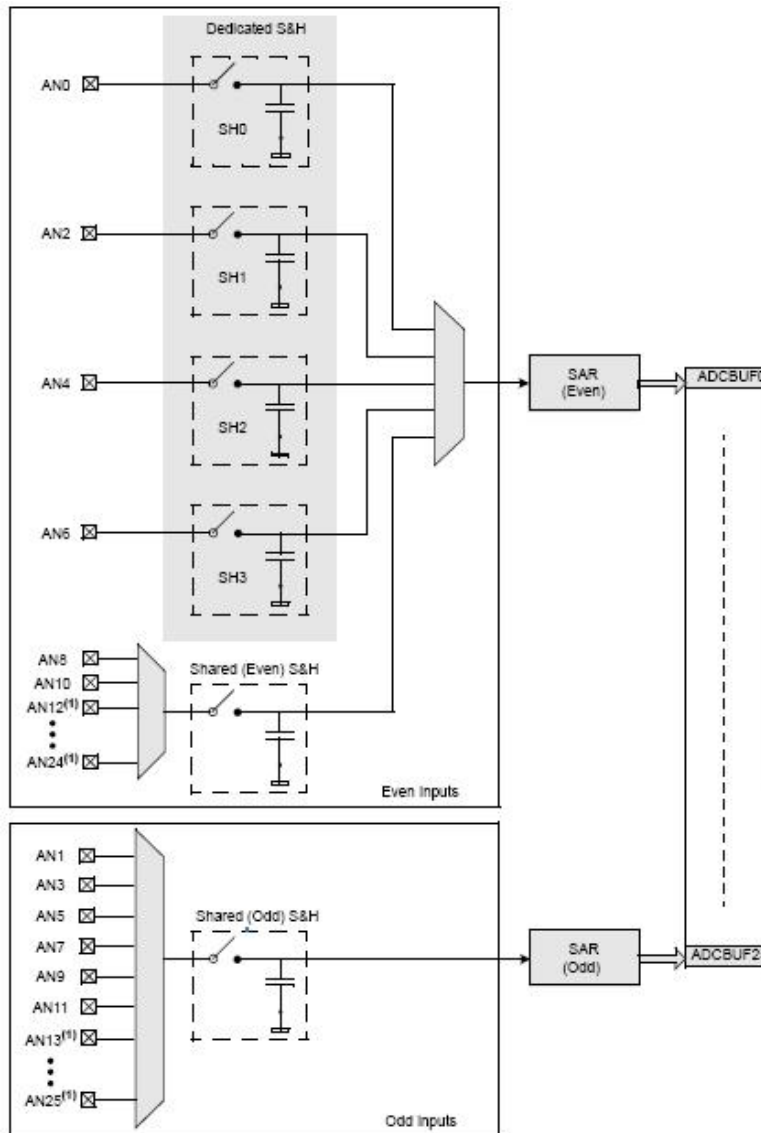 Dedicated S&H
AN0
SH0
AN2
SH1
AN4
SH2
SAR
(Even)
ADCBUF0
AN6
SH3
Shared (Even) S&H
AN8
AN10
AN12(1)
AN24(1)
Even Inputs
AN1
AN3
AN5
AN7
AN9
AN11
AN13(1)
AN25(1)
Shared (Odd) S&H
SAR
(Odd)
ADCBUF2
Odd Inputs